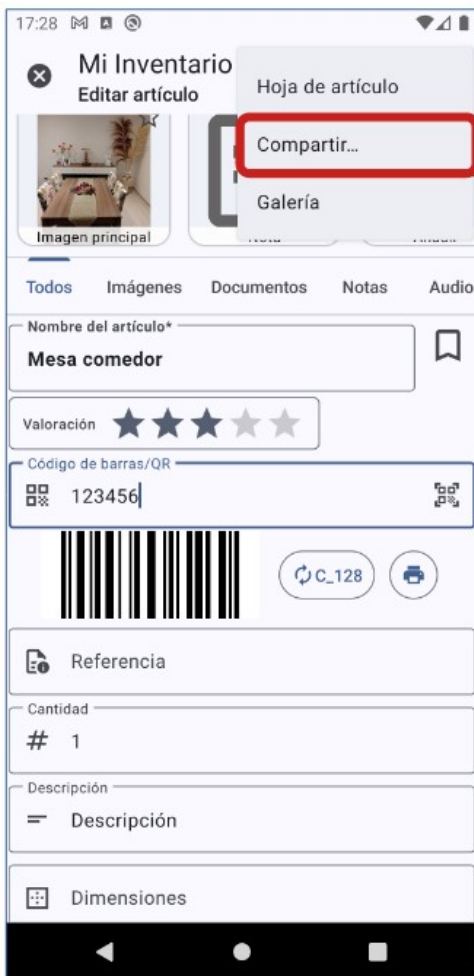 17:28
Mi Inventario
Editar artículo
Hoja de artículo
Compartir...
Galería
Imagen principal
Todos Imágenes Documentos Notas Audio
Nombre del artículo*
Mesa comedor
Valoración
Código de barras/QR
123456
C_128
Referencia
Cantidad
# 1
Descripción
Descripción
Dimensiones